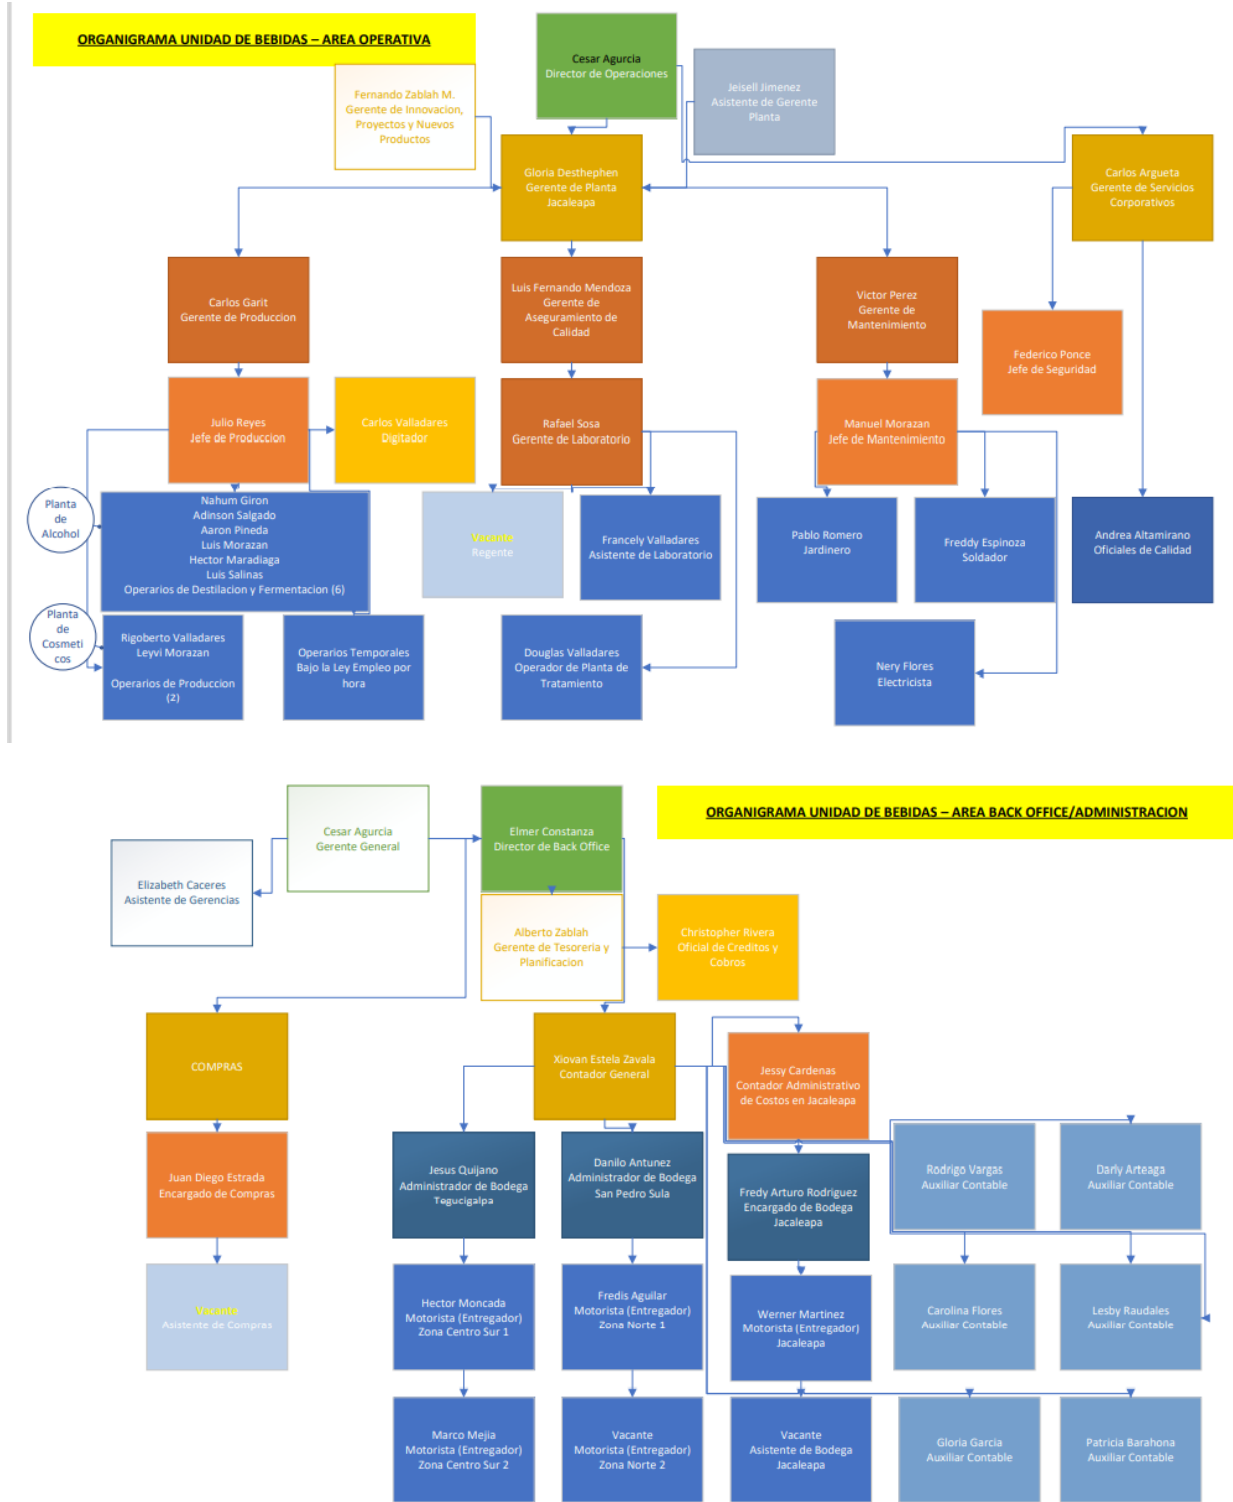 ORGANIGRAMA UNIDAD DE BEBIDAS – AREA OPERATIVA
Cesar Agurcia
Director de Operaciones
Fernando Zablah M.
Gerente de Innovacion,
Proyectos y Nuevos
Productos
Jeisell Jimenez
Asistente de Gerente
Planta
Gloria Desthephen
Gerente de Planta
Jacaleapa
Carlos Argueta
Gerente de Servicios
Corporativos
Carlos Garit
Gerente de Produccion
Luis Fernando Mendoza
Gerente de
Aseguramiento de
Calidad
Victor Perez
Gerente de
Mantenimiento
Federico Ponce
Jefe de Seguridad
Julio Reyes
Jefe de Produccion
Carlos Valladares
Digitador
Rafael Sosa
Gerente de Laboratorio
Manuel Morazan
Jefe de Mantenimiento
Planta
de
Alcohol
Nahum Giron
Adinson Salgado
Aaron Pineda
Luis Morazan
Hector Maradiaga
Luis Salinas
Operarios de Destilacion y Fermentacion (6)
Vacante
Regente
Francely Valladares
Asistente de Laboratorio
Pablo Romero
Jardinero
Freddy Espinoza
Soldador
Andrea Altamirano
Oficiales de Calidad
Planta
de
Cosmeti
cos
Rigoberto Valladares
Leyvi Morazan
Operarios de Produccion
(2)
Operarios Temporales
Bajo la Ley Empleo por
hora
Douglas Valladares
Operador de Planta de
Tratamiento
Nery Flores
Electricista
ORGANIGRAMA UNIDAD DE BEBIDAS – AREA BACK OFFICE/ADMINISTRACION
Cesar Agurcia
Gerente General
Elmer Constanza
Director de Back Office
Elizabeth Caceres
Asistente de Gerencias
Alberto Zablah
Gerente de Tesoreria y
Planificacion
Christopher Rivera
Oficial de Creditos y
Cobros
COMPRAS
Xiovan Estela Zavala
Contador General
Jessy Cardenas
Contador Administrativo
de Costos en Jacaleapa
Juan Diego Estrada
Encargado de Compras
Jesus Quijano
Administrador de Bodega
Tegucigalpa
Danilo Antunez
Administrador de Bodega
San Pedro Sula
Fredy Arturo Rodriguez
Encargado de Bodega
Jacaleapa
Rodrigo Vargas
Auxiliar Contable
Darly Arteaga
Auxiliar Contable
Vacante
Asistente de Compras
Hector Moncada
Motorista (Entregador)
Zona Centro Sur 1
Fredis Aguilar
Motorista (Entregador)
Zona Norte 1
Werner Martinez
Motorista (Entregador)
Jacaleapa
Carolina Flores
Auxiliar Contable
Lesby Raudales
Auxiliar Contable
Marco Mejia
Motorista (Entregador)
Zona Centro Sur 2
Vacante
Motorista (Entregador)
Zona Norte 2
Vacante
Asistente de Bodega
Jacaleapa
Gloria Garcia
Auxiliar Contable
Patricia Barahona
Auxiliar Contable